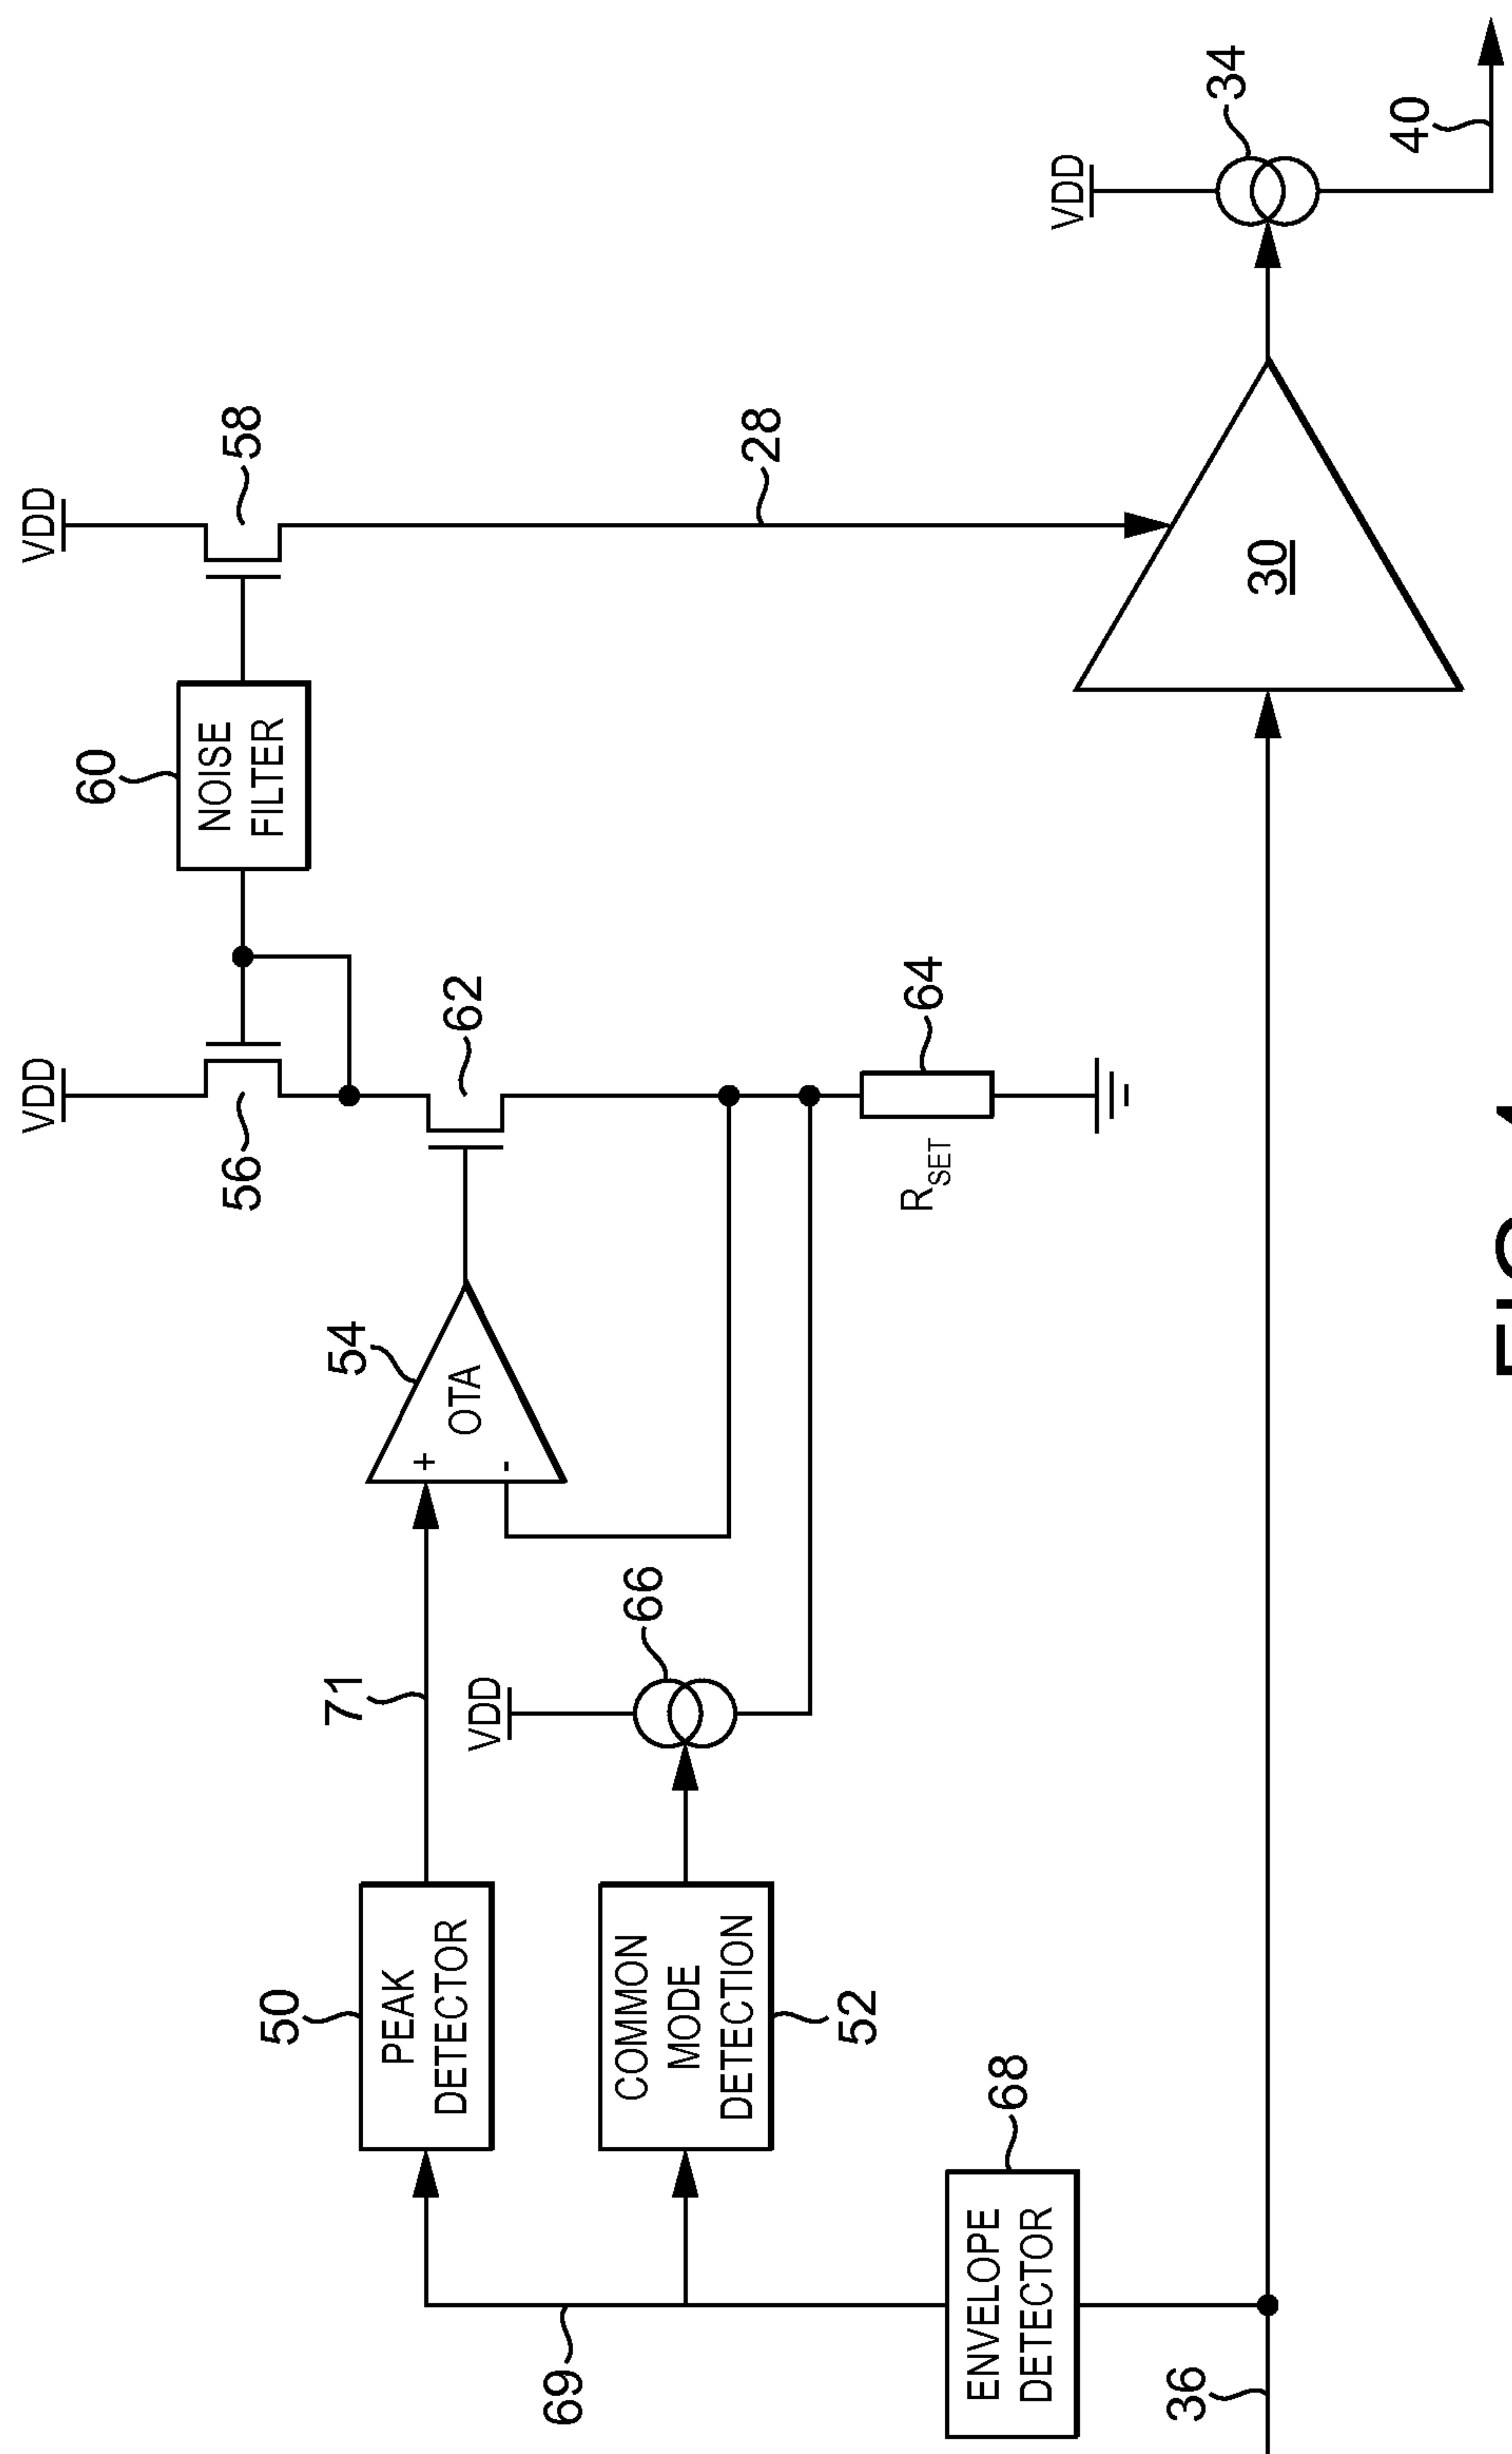 VDD
VDD
58
56
60
NOISE
FILTER
62
54
+
-
OTA
71
VDD
66
50
PEAK
DETECTOR
COMMON
MODE
DETECTION
52
R_SET
64
28
69
68
ENVELOPE
DETECTOR
36
30
VDD
34
40